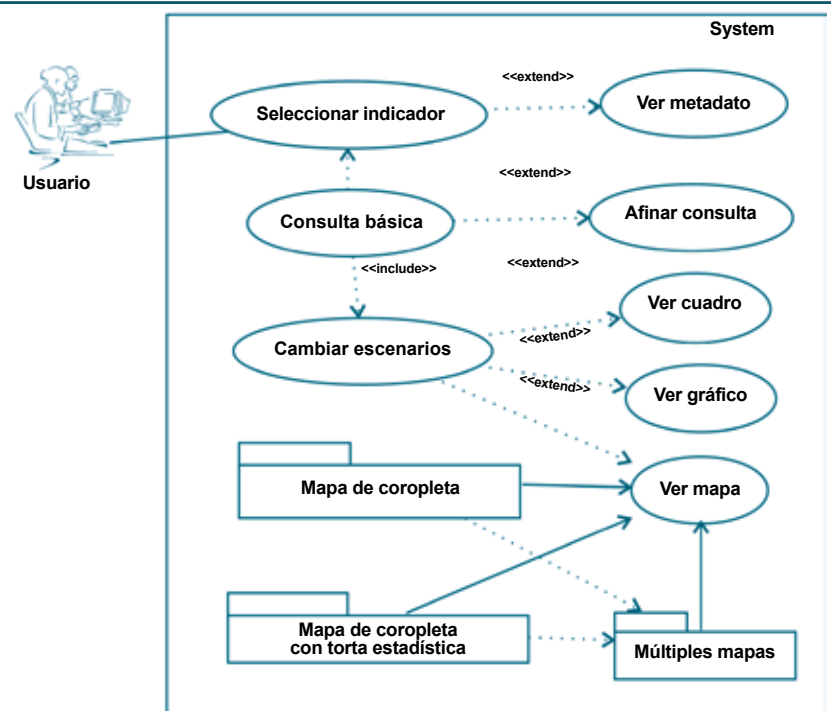 System
<<extend>>
Seleccionar indicador
Ver metadato
Usuario
<<extend>>
Consulta básica
Afinar consulta
<<include>>
<<extend>>
Ver cuadro
Cambiar escenarios
<<extend>>
<<extend>>
Ver gráfico
Mapa de coropleta
Ver mapa
Mapa de coropleta
con torta estadística
Múltiples mapas